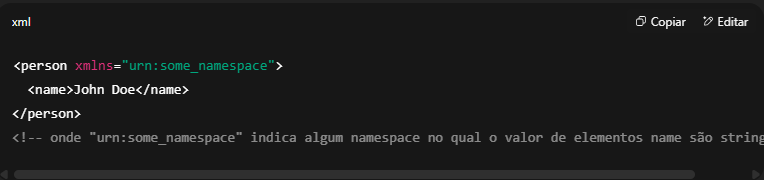 xml
Copiar
Editar
<person xmlns="urn:some_namespace">
  <name>John Doe</name>
</person>
<!-- onde "urn:some_namespace" indica algum namespace no qual o valor de elementos name são string